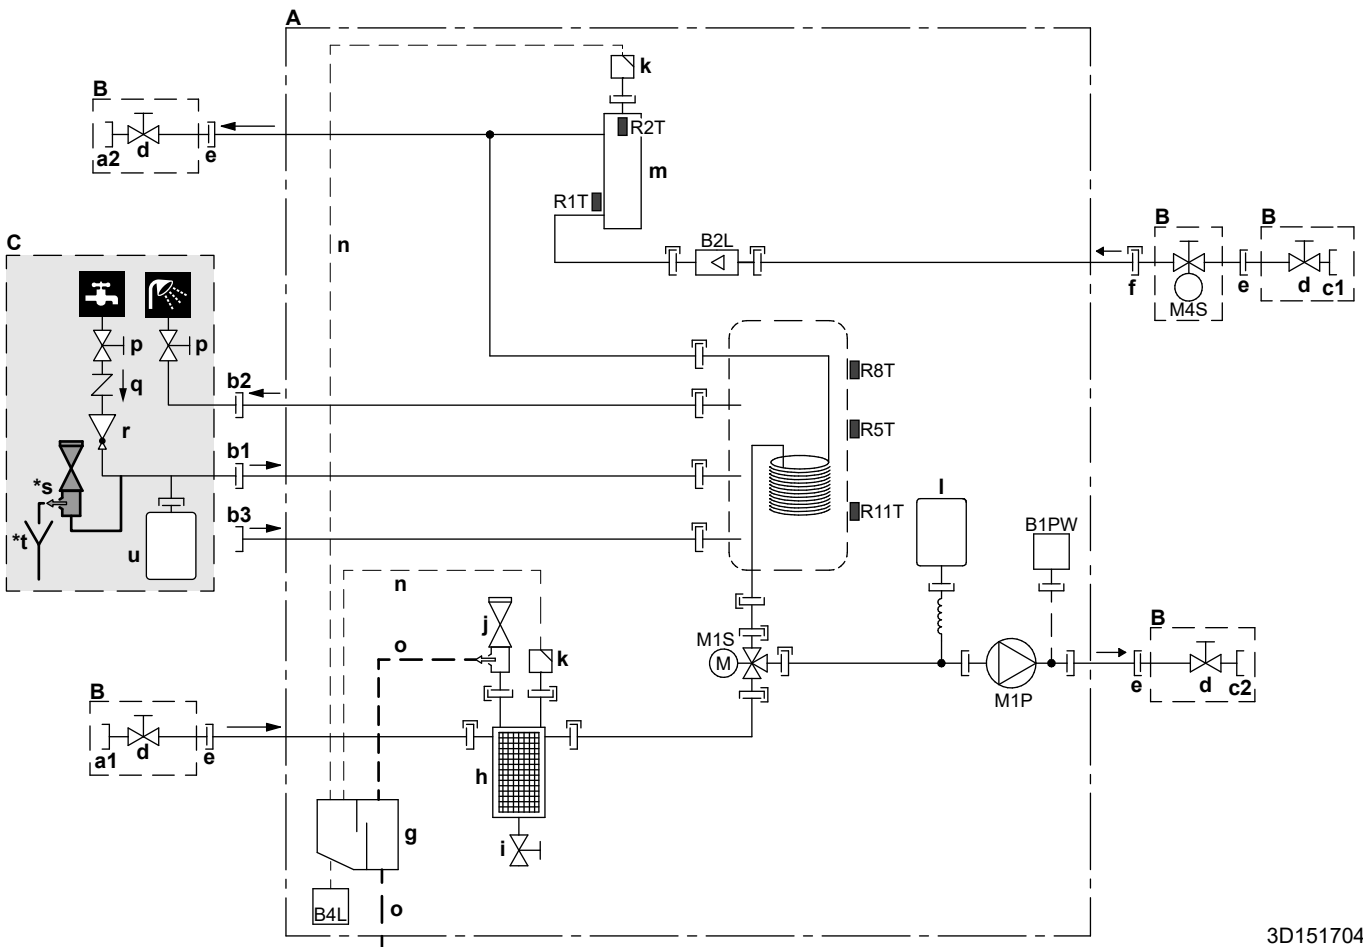 A
k
B
R2T
d
e
a2
m
R1T
C
n
B2L
B
B
f
e
d
c1
M4S
p
p
R8T
b2
q
r
R5T
b1
*s
l
R11T
b3
B1PW
*t
u
n
j
M1S
B
o
k
M
M1P
e
d
c2
B
a1
d
e
h
g
i
B4L
o
3D151704